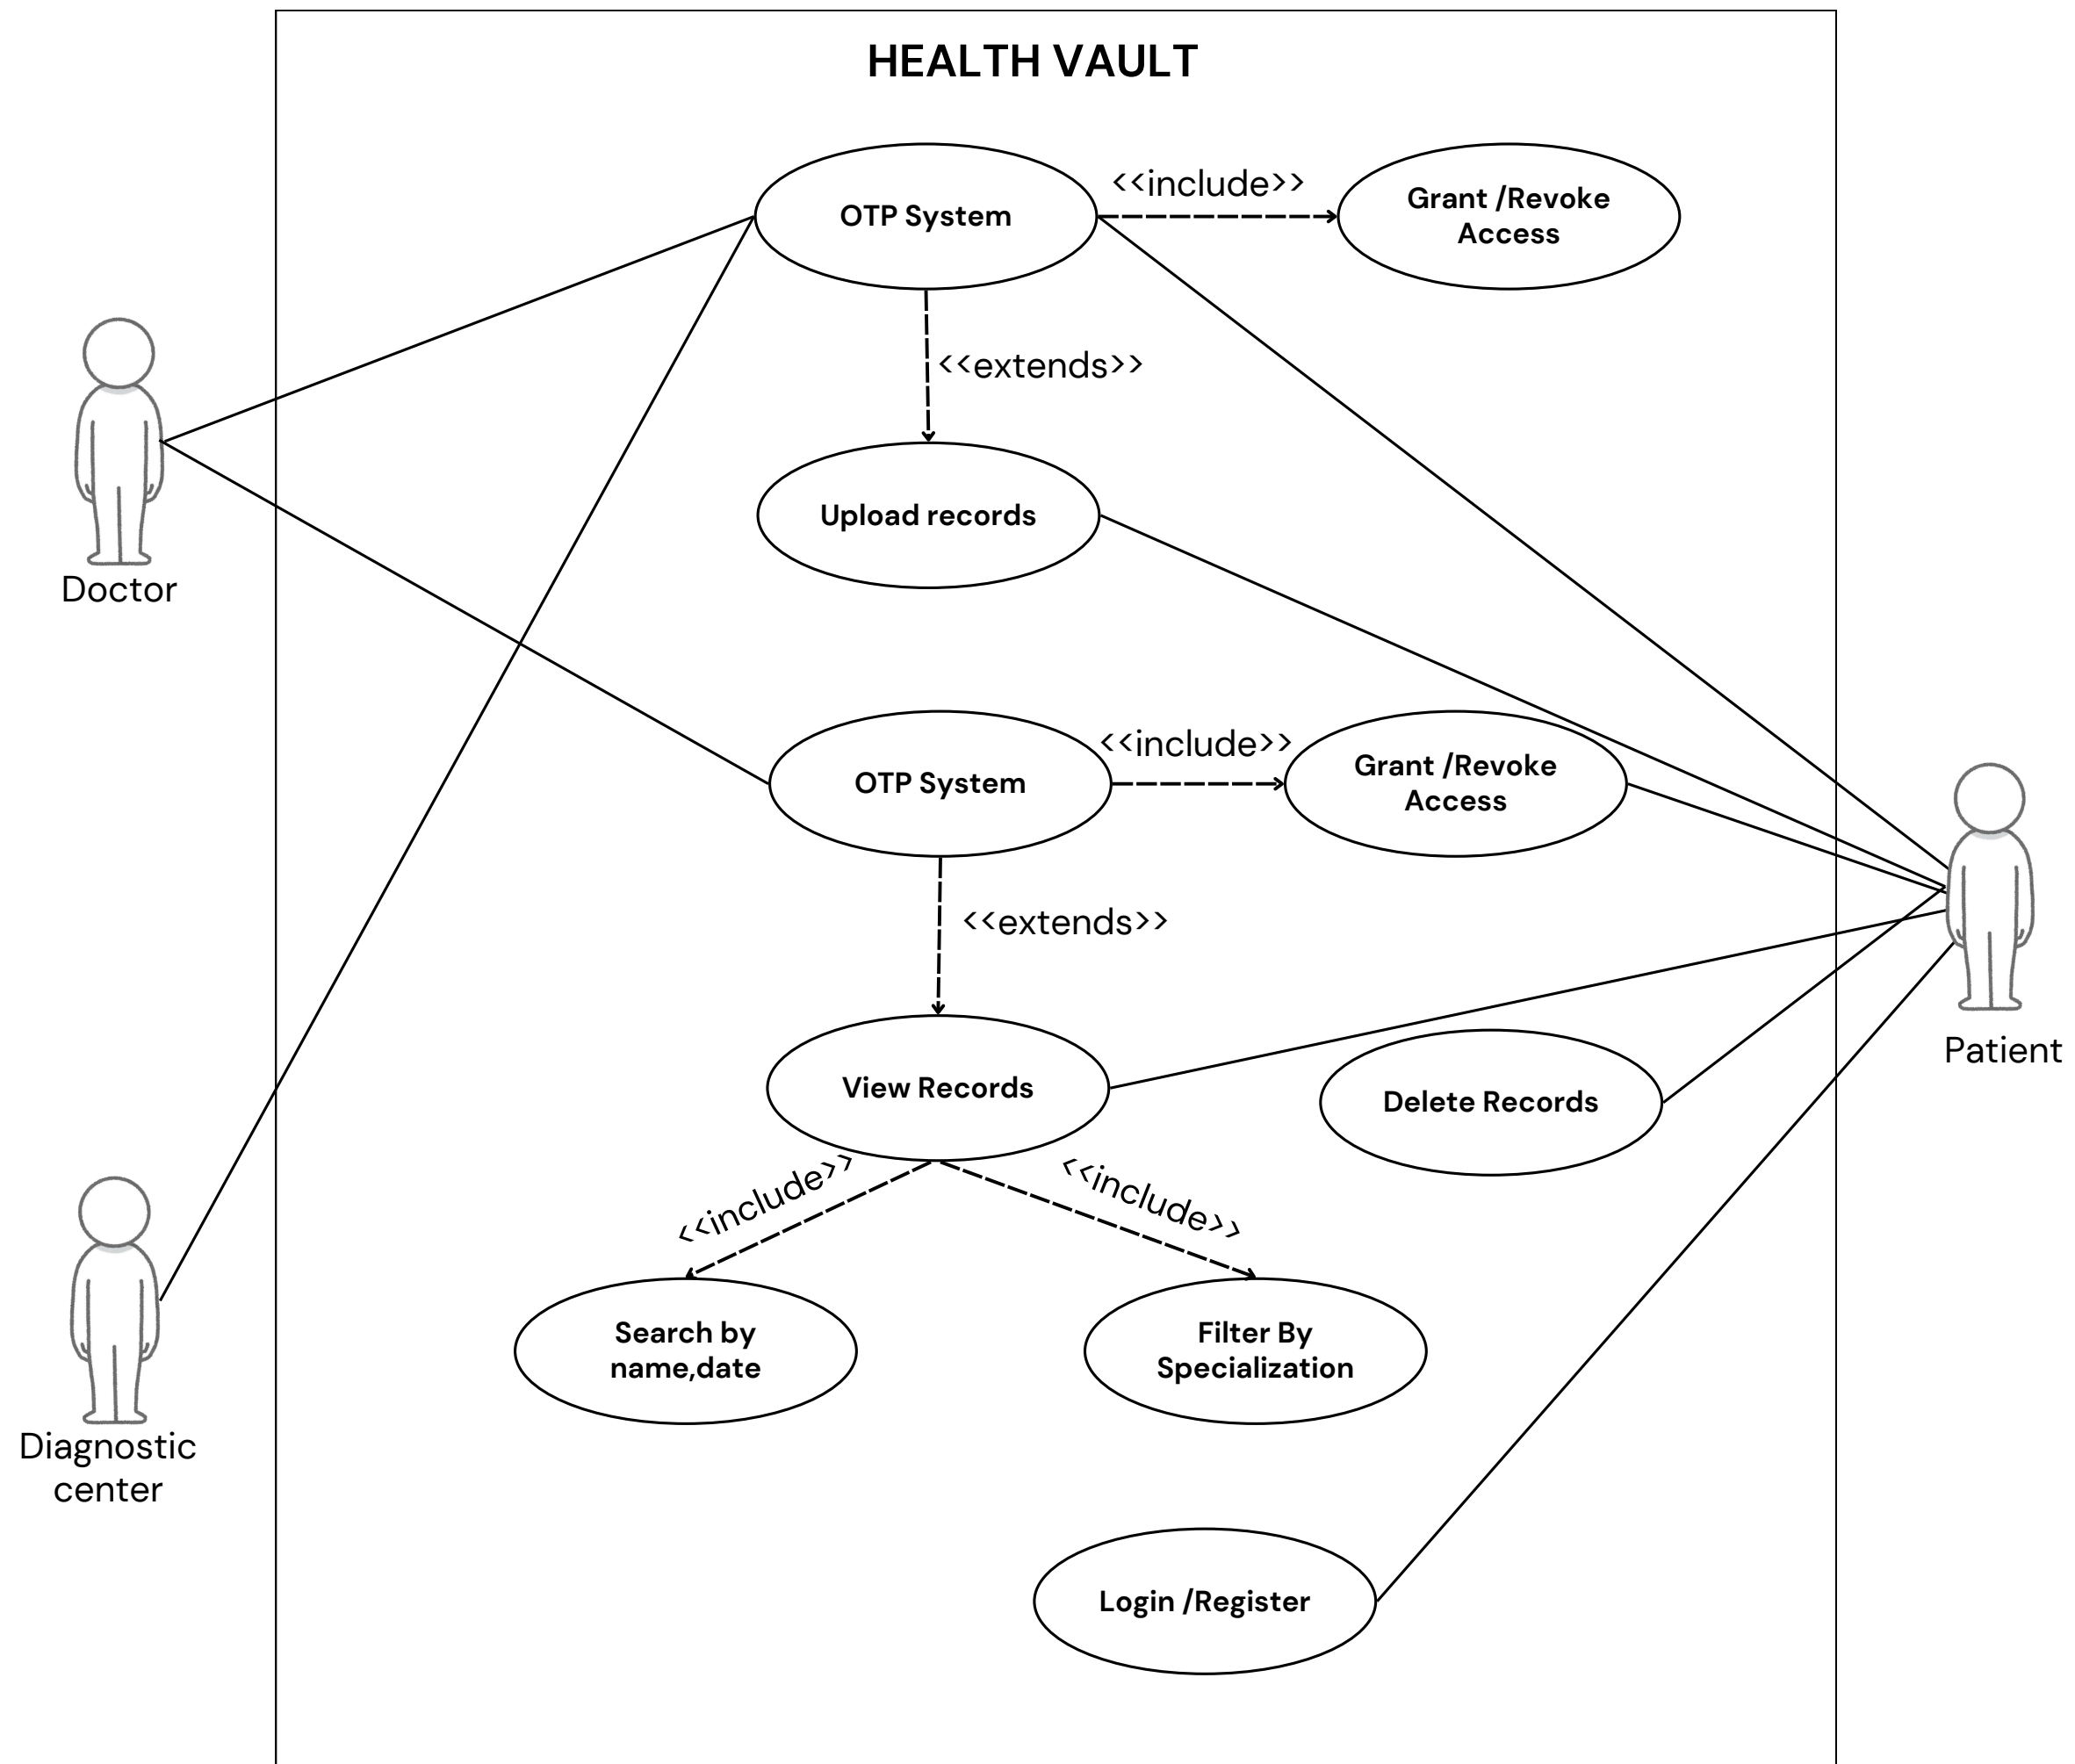 HEALTH VAULT
OTP System
<<include>>
Grant /Revoke
Access
<<extends>>
Upload records
Doctor
OTP System
<<include>>
Grant /Revoke
Access
<<extends>>
View Records
Delete Records
Patient
<<include>>
<<include>>
Search by
name,date
Filter By
Specialization
Diagnostic
center
Login /Register